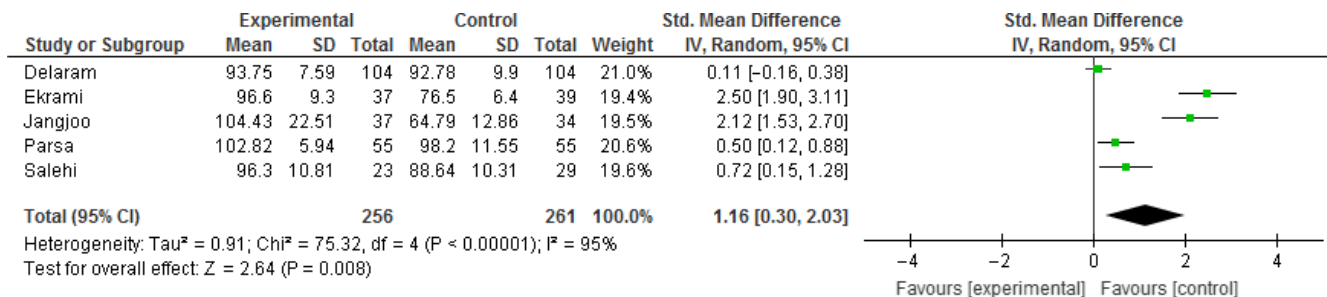 Experimental Control Std. Mean Difference Std. Mean Difference
Study or Subgroup Mean SD Total Mean SD Total Weight IV, Random, 95% CI IV, Random, 95% CI
Delaram 93.75 7.59 104 92.78 9.9 104 21.0% 0.11 [−0.16, 0.38]
Ekrami 96.6 9.3 37 76.5 6.4 39 19.4% 2.50 [1.90, 3.11]
Jangjoo 104.43 22.51 37 64.79 12.86 34 19.5% 2.12 [1.53, 2.70]
Parsa 102.82 5.94 55 98.2 11.55 55 20.6% 0.50 [0.12, 0.88]
Salehi 96.3 10.81 23 88.64 10.31 29 19.6% 0.72 [0.15, 1.28]
Total (95% CI) 256 261 100.0% 1.16 [0.30, 2.03]
Heterogeneity: Tau² = 0.91; Chi² = 75.32, df = 4 (P < 0.00001); I² = 95%
Test for overall effect: Z = 2.64 (P = 0.008)
−4 −2 0 2 4
Favours [experimental] Favours [control]